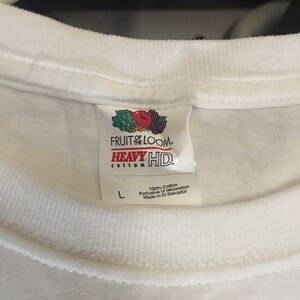 FRUIT OF THE LOOM
HEAVY HD
cotton
L
100% Cotton
Exclusive of decoration
Made in El Salvador